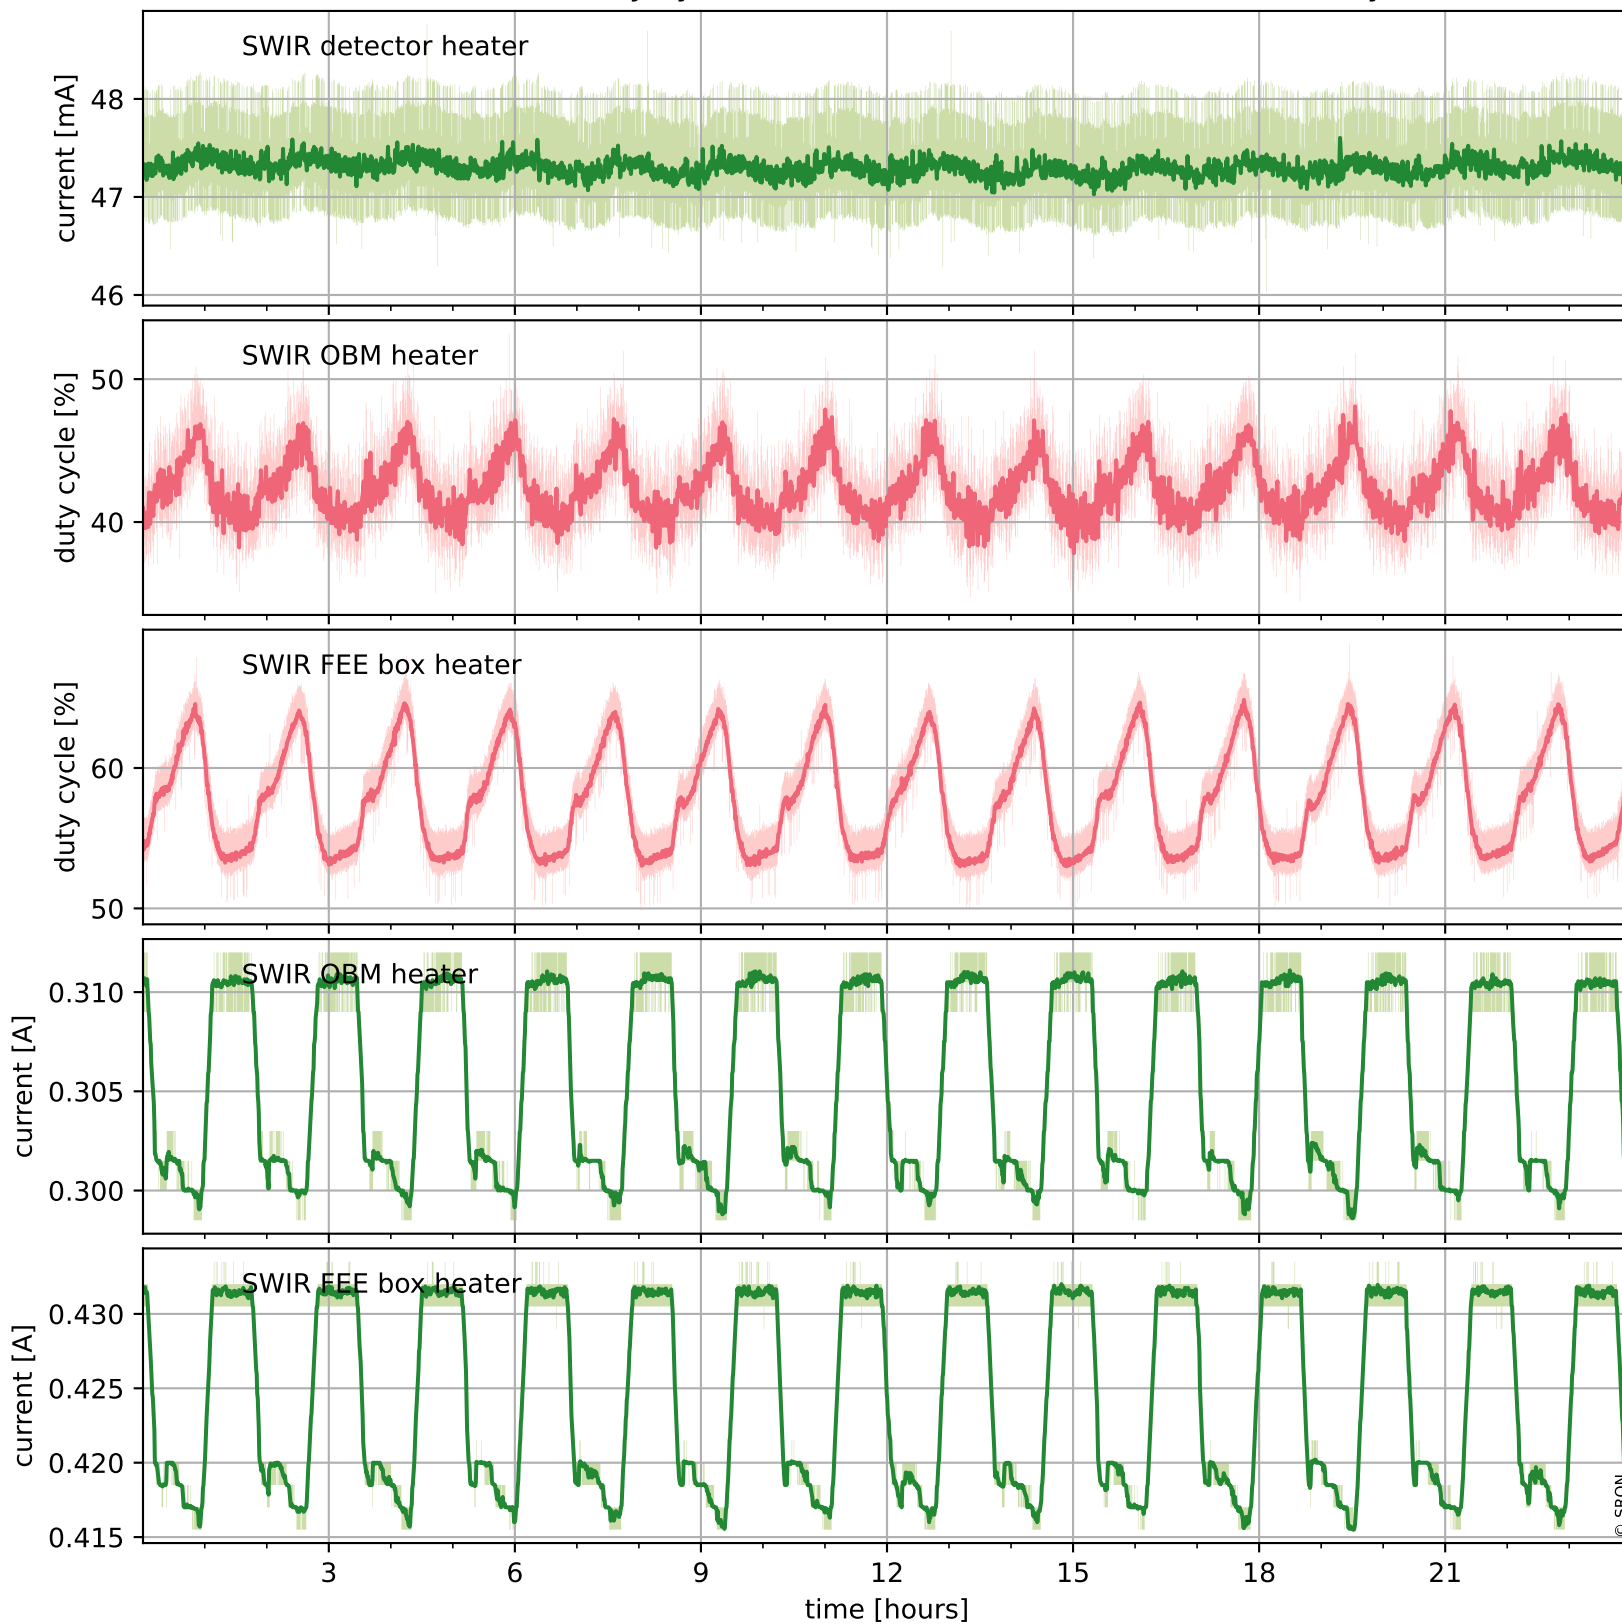 SWIR detector heater
current [mA]
48
47
46
SWIR OBM heater
duty cycle [%]
50
40
SWIR FEE box heater
duty cycle [%]
60
50
SWIR OBM heater
current [A]
0.310
0.305
0.300
SWIR FEE box heater
current [A]
0.430
0.425
0.420
0.415
3 6 9 12 15 18 21
time [hours]
© SRON